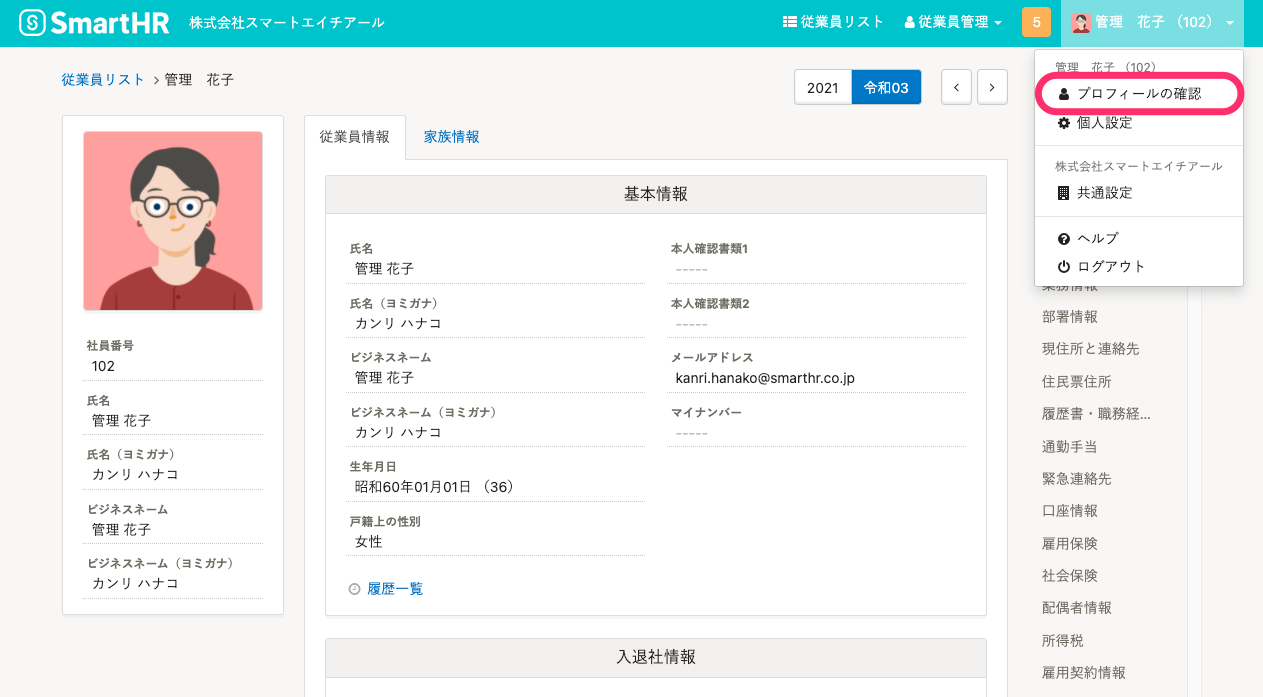 SmartHR 株式会社スマートエイチアール
従業員リスト 従業員管理 5 管理 花子 (102)
管理 花子 (102)
プロフィールの確認
個人設定
株式会社スマートエイチアール
共通設定
ヘルプ
ログアウト
従業員リスト > 管理 花子
2021 令和03
社員番号
102
氏名
管理 花子
氏名（ヨミガナ）
カンリ ハナコ
ビジネスネーム
管理 花子
ビジネスネーム（ヨミガナ）
カンリ ハナコ
従業員情報 家族情報
基本情報
氏名
管理 花子
氏名（ヨミガナ）
カンリ ハナコ
ビジネスネーム
管理 花子
ビジネスネーム（ヨミガナ）
カンリ ハナコ
生年月日
昭和60年01月01日 （36）
戸籍上の性別
女性
本人確認書類1
-----
本人確認書類2
-----
メールアドレス
kanri.hanako@smarthr.co.jp
マイナンバー
-----
履歴一覧
入退社情報
業務情報
部署情報
現住所と連絡先
住民票住所
履歴書・職務経...
通勤手当
緊急連絡先
口座情報
雇用保険
社会保険
配偶者情報
所得税
雇用契約情報